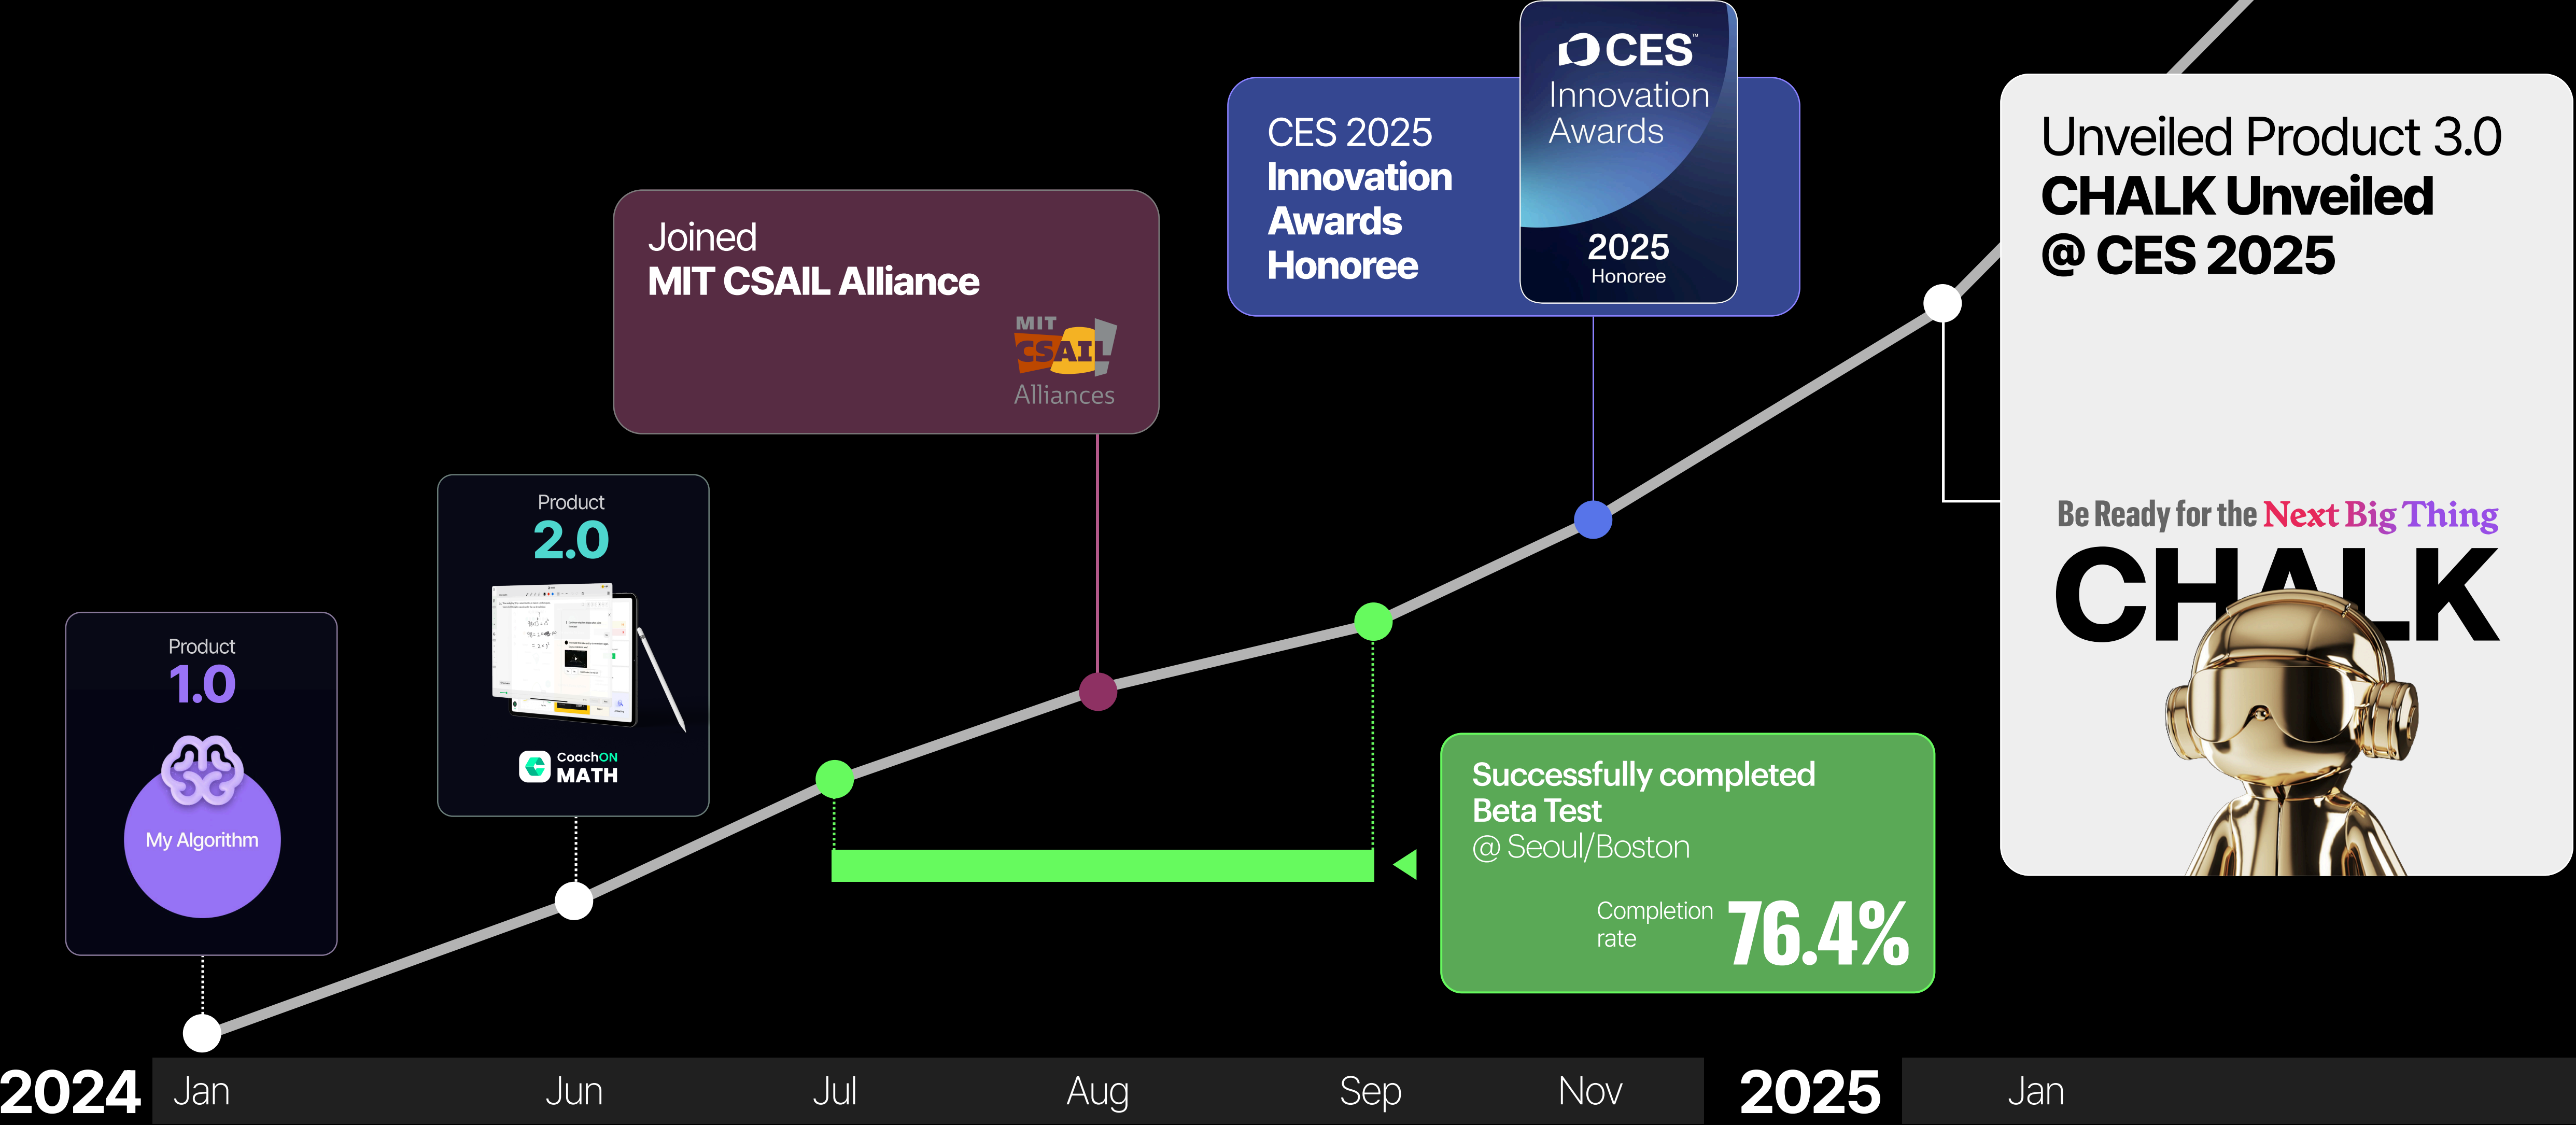 CES™
Innovation
Awards
2025
Honoree
CES 2025
Innovation
Awards
Honoree
Unveiled Product 3.0
CHALK Unveiled
@ CES 2025
Be Ready for the Next Big Thing
CHALK
Joined
MIT CSAIL Alliance
MIT
CSAIL
Alliances
Product
2.0
CoachON
MATH
Product
1.0
My Algorithm
Successfully completed
Beta Test
@ Seoul/Boston
Completion
rate
76.4%
2024 Jan Jun Jul Aug Sep Nov 2025 Jan